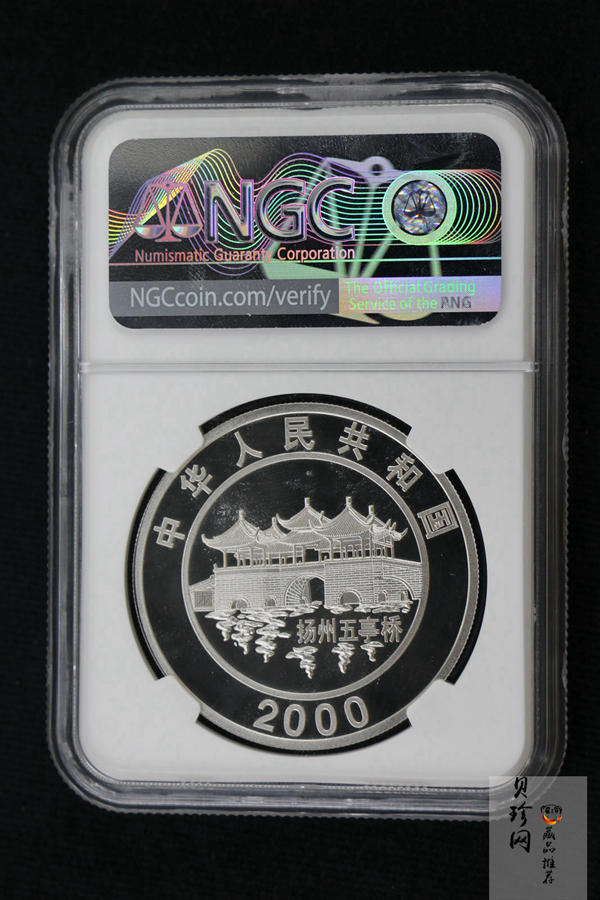 NGC
Numismatic Guaranty Corporation
NGCcoin.com/verify
The Official Grading
Service of the PNG
中华人民共和国
扬州五亭桥
2000
贝珍网
藏品推荐